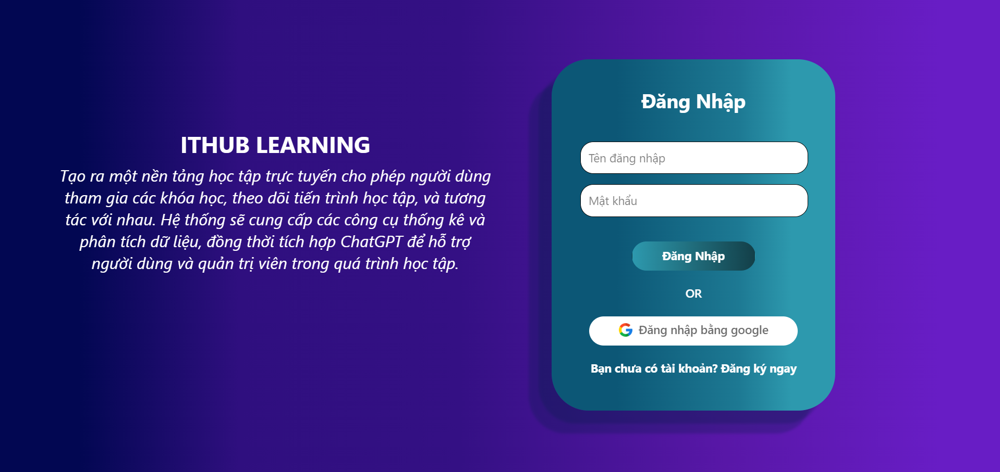 ITHUB LEARNING
Tạo ra một nền tảng học tập trực tuyến cho phép người dùng
tham gia các khóa học, theo dõi tiến trình học tập, và tương
tác với nhau. Hệ thống sẽ cung cấp các công cụ thống kê và
phân tích dữ liệu, đồng thời tích hợp ChatGPT để hỗ trợ
người dùng và quản trị viên trong quá trình học tập.
Đăng Nhập
Tên đăng nhập
Mật khẩu
Đăng Nhập
OR
Đăng nhập bằng google
Bạn chưa có tài khoản? Đăng ký ngay